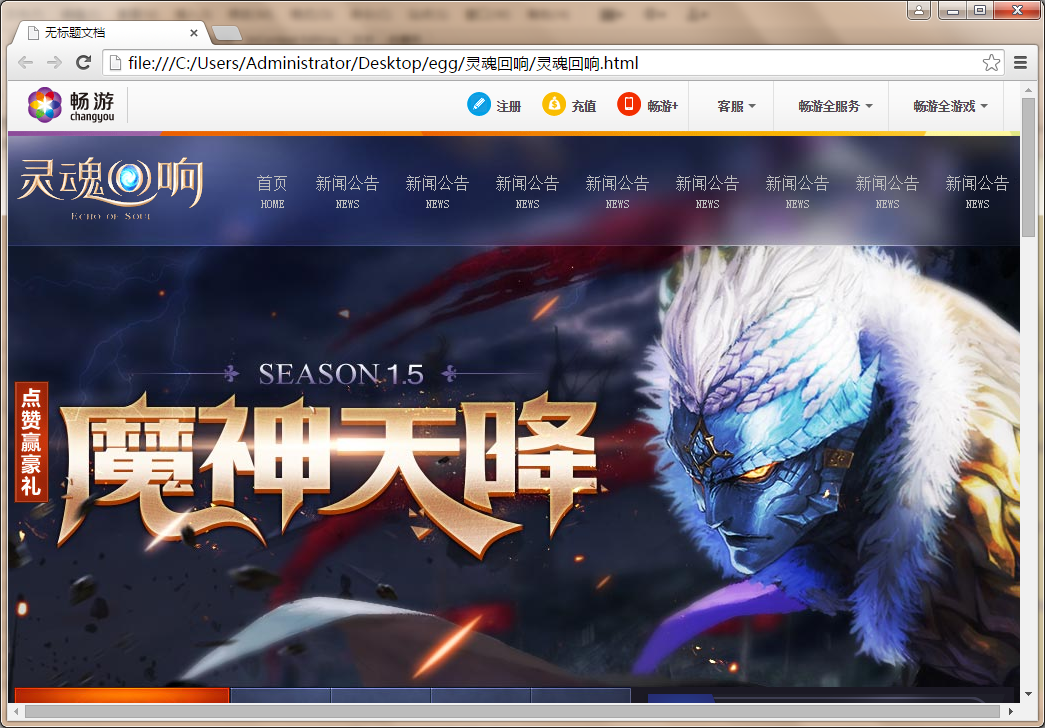 无标题文档
file:///C:/Users/Administrator/Desktop/egg/灵魂回响/灵魂回响.html
畅游
changyou
注册
充值
畅游+
客服
畅游全服务
畅游全游戏
灵魂回响
ECHO OF SOUL
首页 新闻公告 新闻公告 新闻公告 新闻公告 新闻公告 新闻公告 新闻公告 新闻公告
HOME NEWS NEWS NEWS NEWS NEWS NEWS NEWS NEWS
SEASON 1.5
魔神天降
点赞赢豪礼